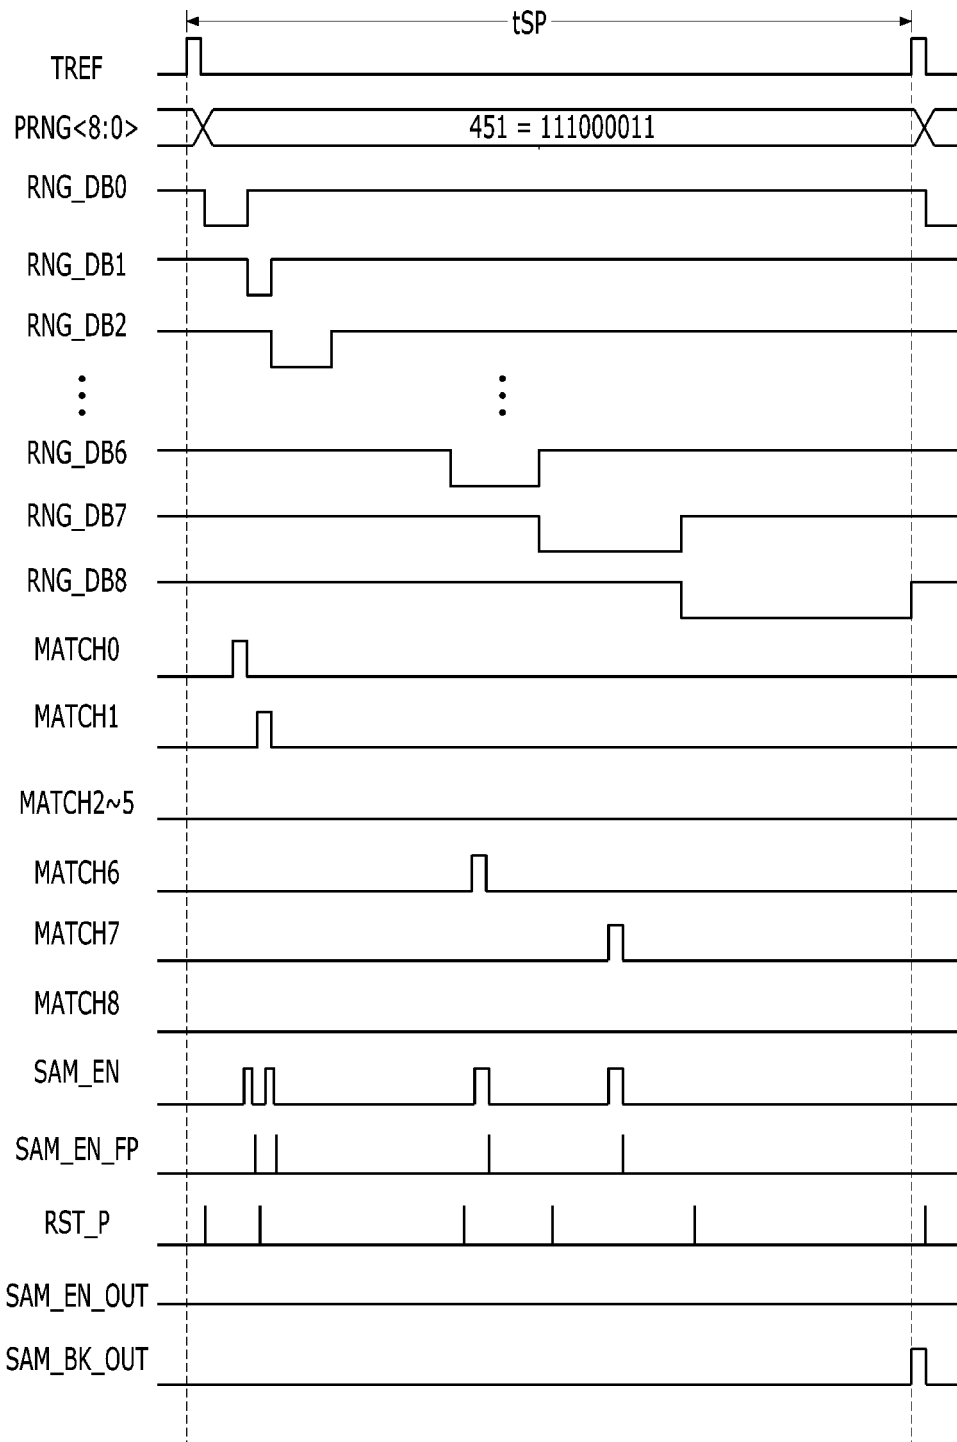 tSP
TREF
PRNG<8:0>
451 = 111000011
RNG_DB0
RNG_DB1
RNG_DB2
RNG_DB6
RNG_DB7
RNG_DB8
MATCH0
MATCH1
MATCH2~5
MATCH6
MATCH7
MATCH8
SAM_EN
SAM_EN_FP
RST_P
SAM_EN_OUT
SAM_BK_OUT